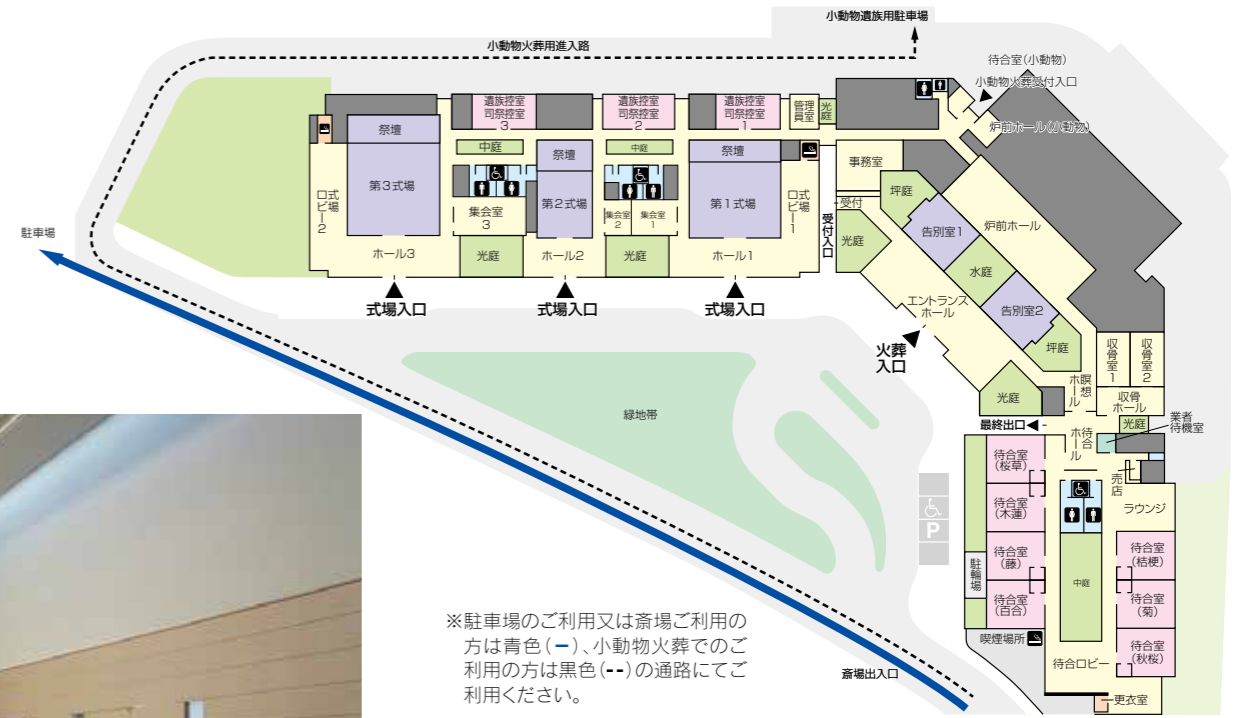 小動物遺族用駐車場
小動物火葬用進入路
待合室(小動物)
小動物火葬受付入口
炉前ホール(小動物)
遺族控室
司祭控室
3
遺族控室
司祭控室
2
遺族控室
司祭控室
1
管理
員室
光庭
祭壇
中庭
祭壇
中庭
祭壇
事務室
式場
ロビー2
第3式場
集会室
3
第2式場
集会室
2
集会室
1
第1式場
式場
ロビー1
受付
受付入口
坪庭
告別室1
炉前ホール
光庭
水庭
告別室2
坪庭
駐車場
ホール3
光庭
ホール2
光庭
ホール1
式場入口
式場入口
式場入口
エントランス
ホール
火葬
入口
収骨室1
収骨室2
瞑想
ホール
収骨
ホール
光庭
緑地帯
最終出口
待合
ホール
光庭
業者
待機室
売店
ラウンジ
待合室
(桜草)
待合室
(木蓮)
待合室
(藤)
待合室
(百合)
駐輪場
P
中庭
待合室
(桔梗)
待合室
(菊)
待合室
(秋桜)
喫煙場所
待合ロビー
更衣室
斎場出入口
※駐車場のご利用又は斎場ご利用の
方は青色(ー)、小動物火葬でのご
利用の方は黒色(--)の通路にてご
利用ください。